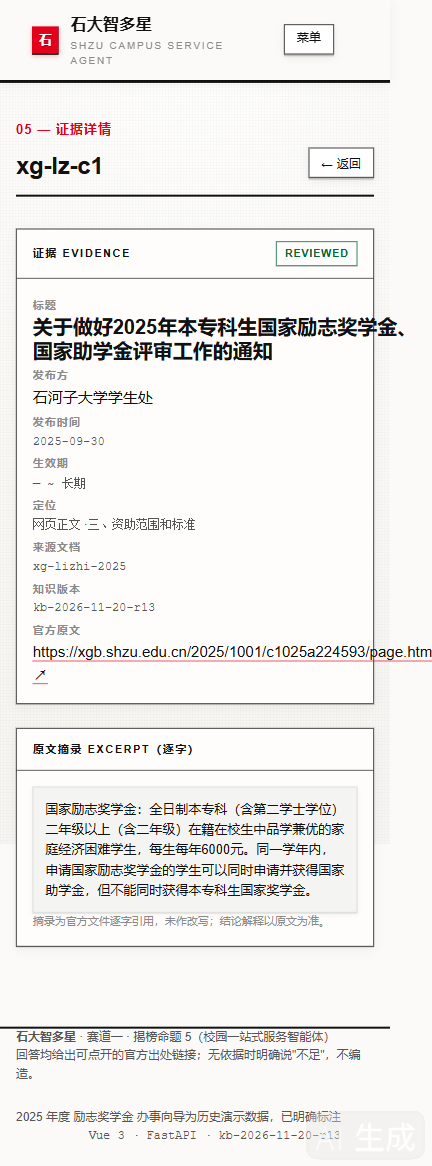 石
石大智多星
SHZU CAMPUS SERVICE
AGENT
菜单
05 — 证据详情
xg-lz-c1
← 返回
证据 EVIDENCE
REVIEWED
标题
关于做好2025年本专科生国家励志奖学金、
国家助学金评审工作的通知
发布方
石河子大学学生处
发布时间
2025-09-30
生效期
— ~ 长期
定位
网页正文 ·三、资助范围和标准
来源文档
xg-lizhi-2025
知识版本
kb-2026-11-20-r13
官方原文
https://xgb.shzu.edu.cn/2025/1001/c1025a224593/page.htm
↗
原文摘录 EXCERPT (逐字)
国家励志奖学金：全日制本专科（含第二学士学位）
二年级以上（含二年级）在籍在校生中品学兼优的家
庭经济困难学生，每生每年6000元。同一学年内，
申请国家励志奖学金的学生可以同时申请并获得国家
助学金，但不能同时获得本专科生国家奖学金。
摘录为官方文件逐字引用，未作改写；结论解释以原文为准。
石大智多星 · 赛道一 · 揭榜命题 5（校园一站式服务智能体）
回答均给出可点开的官方出处链接；无依据时明确说"不足"，不编
造。
2025 年度 励志奖学金 办事向导为历史演示数据，已明确标注
Vue 3 · FastAPI · kb-2026-11-20-r13
AI 生成